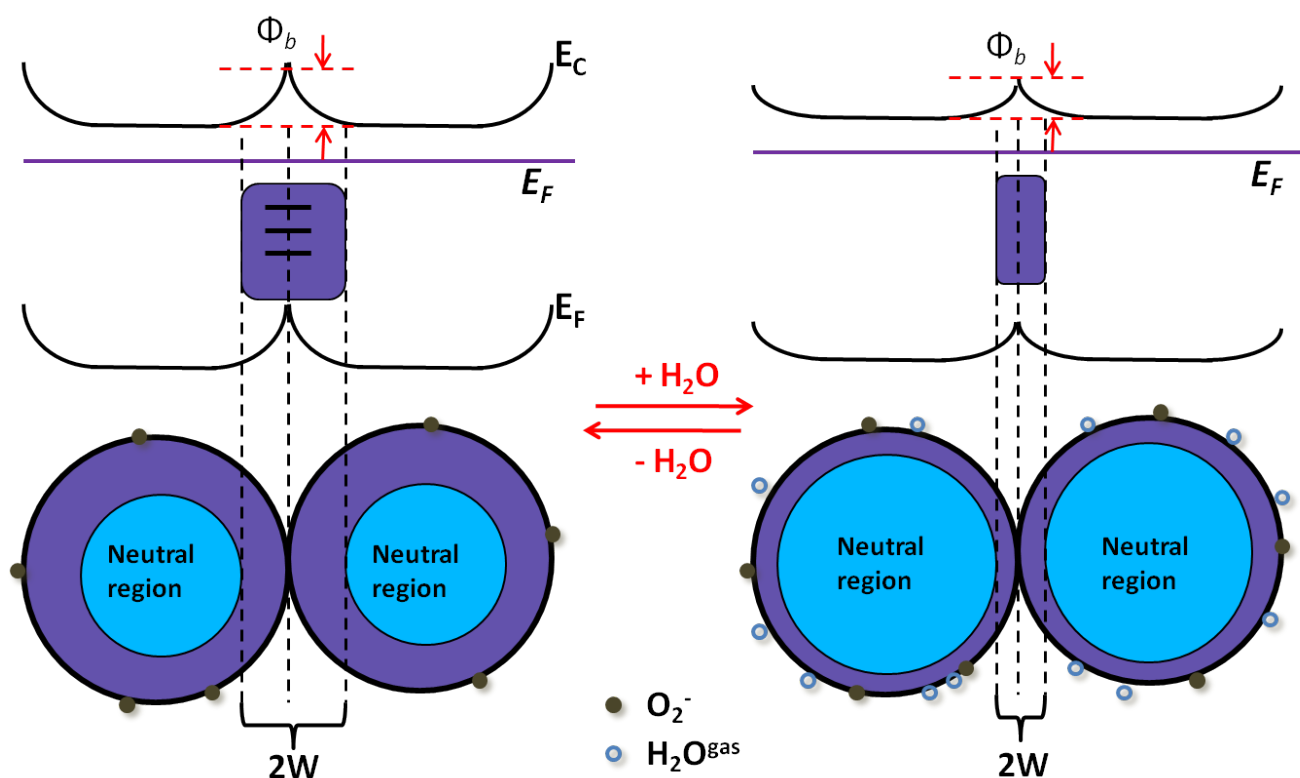 Φb
EC
EF
EF
Neutral
region
Neutral
region
2W
+ H2O
- H2O
O2-
H2Ogas
Φb
EF
Neutral
region
Neutral
region
2W